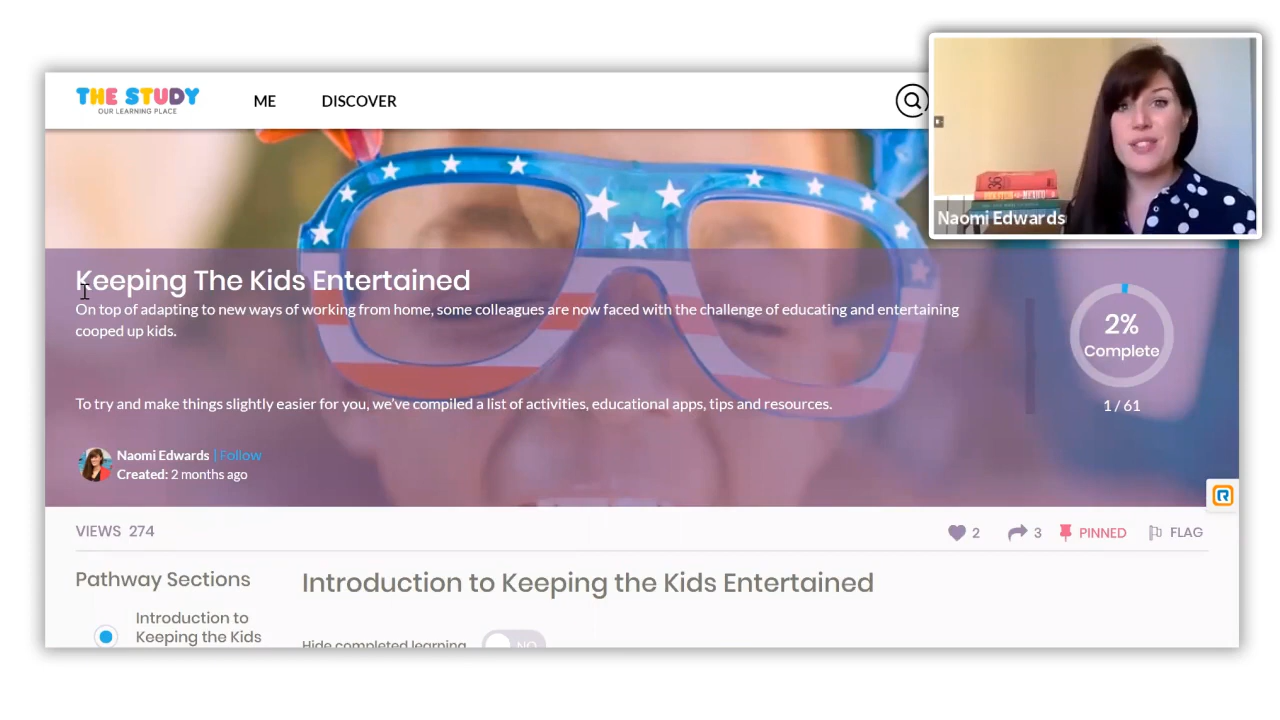 THE STUDY
OUR LEARNING PLACE
ME
DISCOVER
Naomi Edwards
Keeping The Kids Entertained
On top of adapting to new ways of working from home, some colleagues are now faced with the challenge of educating and entertaining
cooped up kids.
To try and make things slightly easier for you, we've compiled a list of activities, educational apps, tips and resources.
2%
Complete
1 / 61
Naomi Edwards | Follow
Created: 2 months ago
R
VIEWS 274
2
3
PINNED
FLAG
Pathway Sections
Introduction to
Keeping the Kids
Introduction to Keeping the Kids Entertained
Hide completed learning
NO